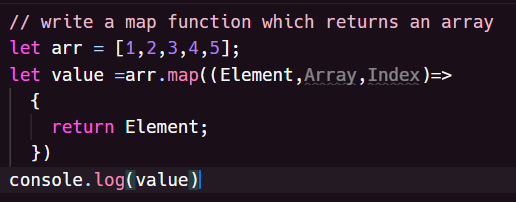 // write a map function which returns an array
let arr = [1,2,3,4,5];
let value =arr.map((Element,Array,Index)=>
{
return Element;
})
console.log(value)